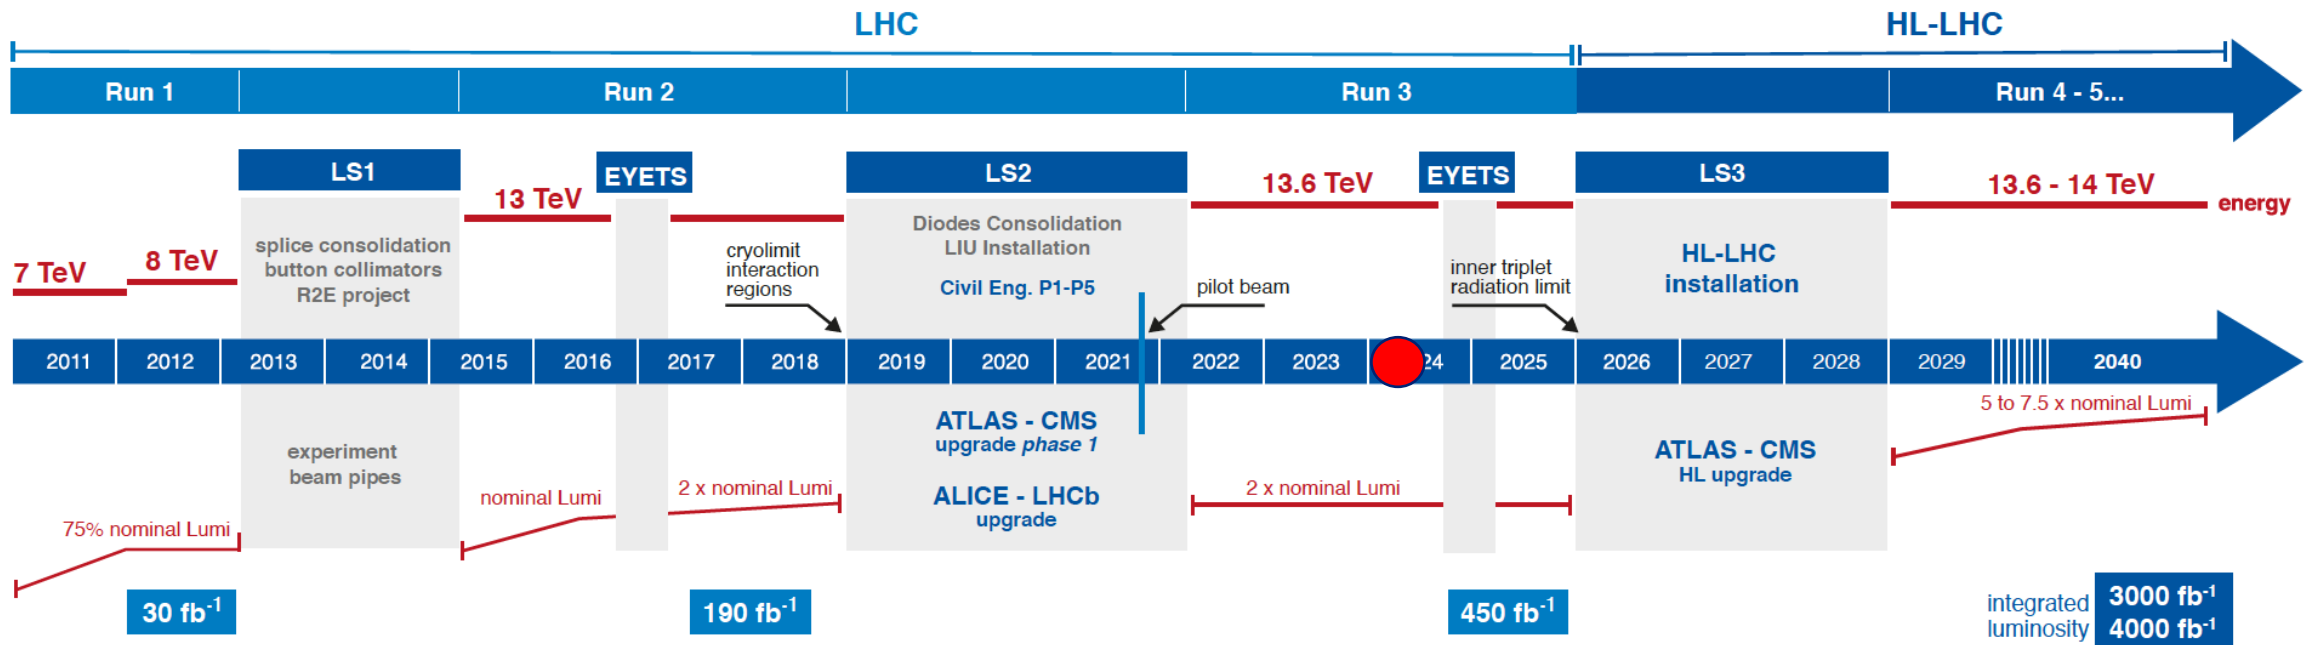 LHC
HL-LHC
Run 1
Run 2
Run 3
Run 4 - 5...
LS1
EYETS
LS2
EYETS
LS3
13 TeV
13.6 TeV
13.6 - 14 TeV
energy
7 TeV
8 TeV
splice consolidation
button collimators
R2E project
cryolimit
interaction
regions
Diodes Consolidation
LIU Installation
Civil Eng. P1-P5
pilot beam
inner triplet
radiation limit
HL-LHC
installation
2011
2012
2013
2014
2015
2016
2017
2018
2019
2020
2021
2022
2023
24
2025
2026
2027
2028
2029
2040
experiment
beam pipes
ATLAS - CMS
upgrade phase 1
ALICE - LHCb
upgrade
ATLAS - CMS
HL upgrade
5 to 7.5 x nominal Lumi
75% nominal Lumi
nominal Lumi
2 x nominal Lumi
2 x nominal Lumi
30 fb⁻¹
190 fb⁻¹
450 fb⁻¹
integrated
luminosity
3000 fb⁻¹
4000 fb⁻¹